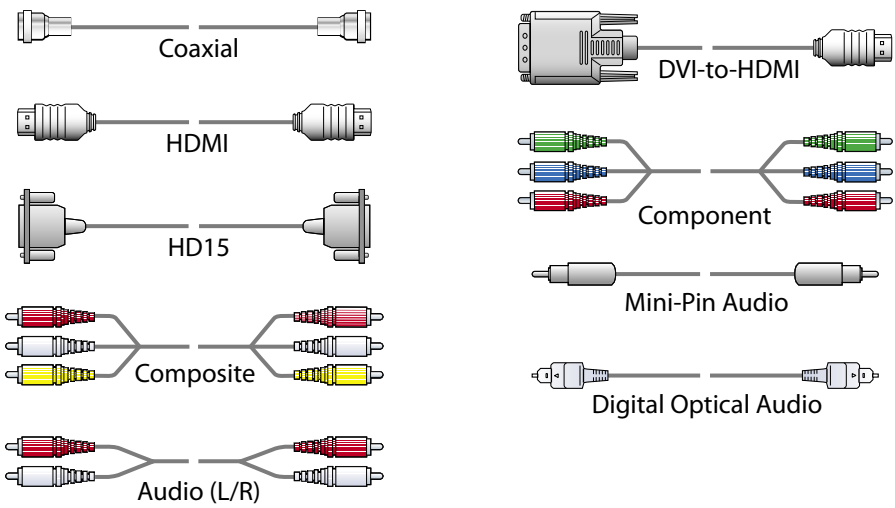 Coaxial
HDMI
HD15
Composite
Audio (L/R)
DVI-to-HDMI
Component
Mini-Pin Audio
Digital Optical Audio